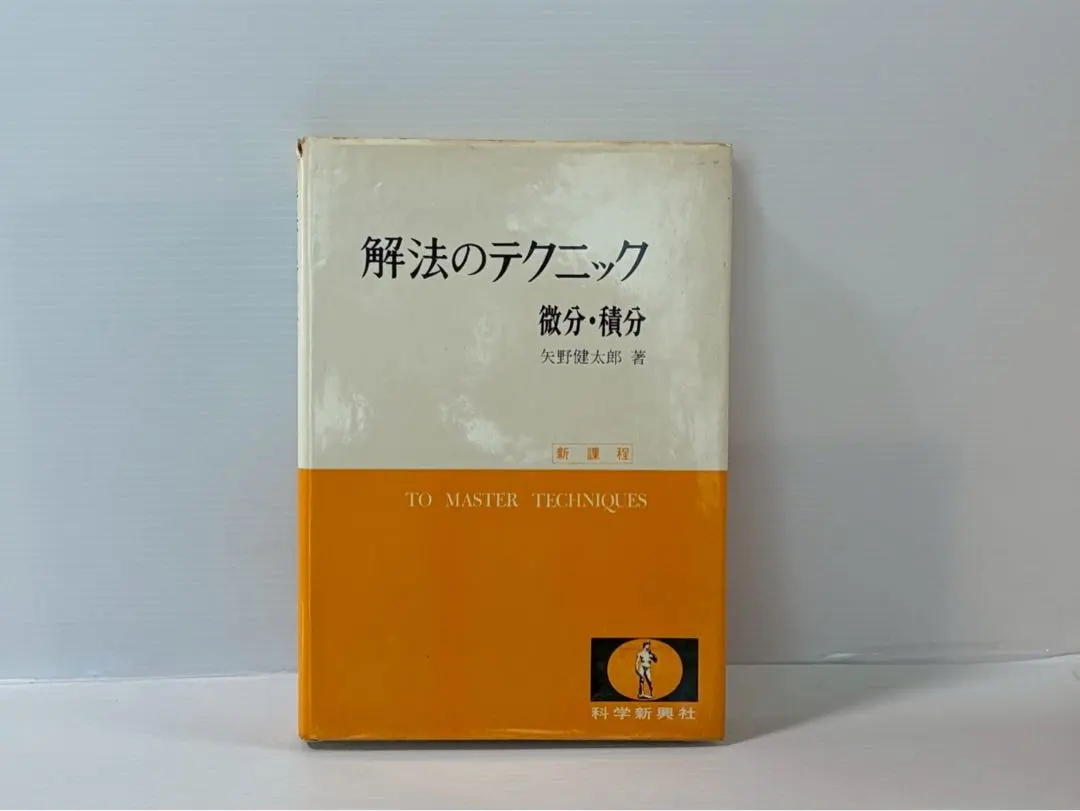 解法のテクニック
微分・積分
矢野健太郎 著
新課程
TO MASTER TECHNIQUES
科学新興社